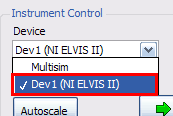 Instrument Control
Device
Dev1 (NI ELVIS II)
Multisim
✓ Dev1 (NI ELVIS II)
Autoscale